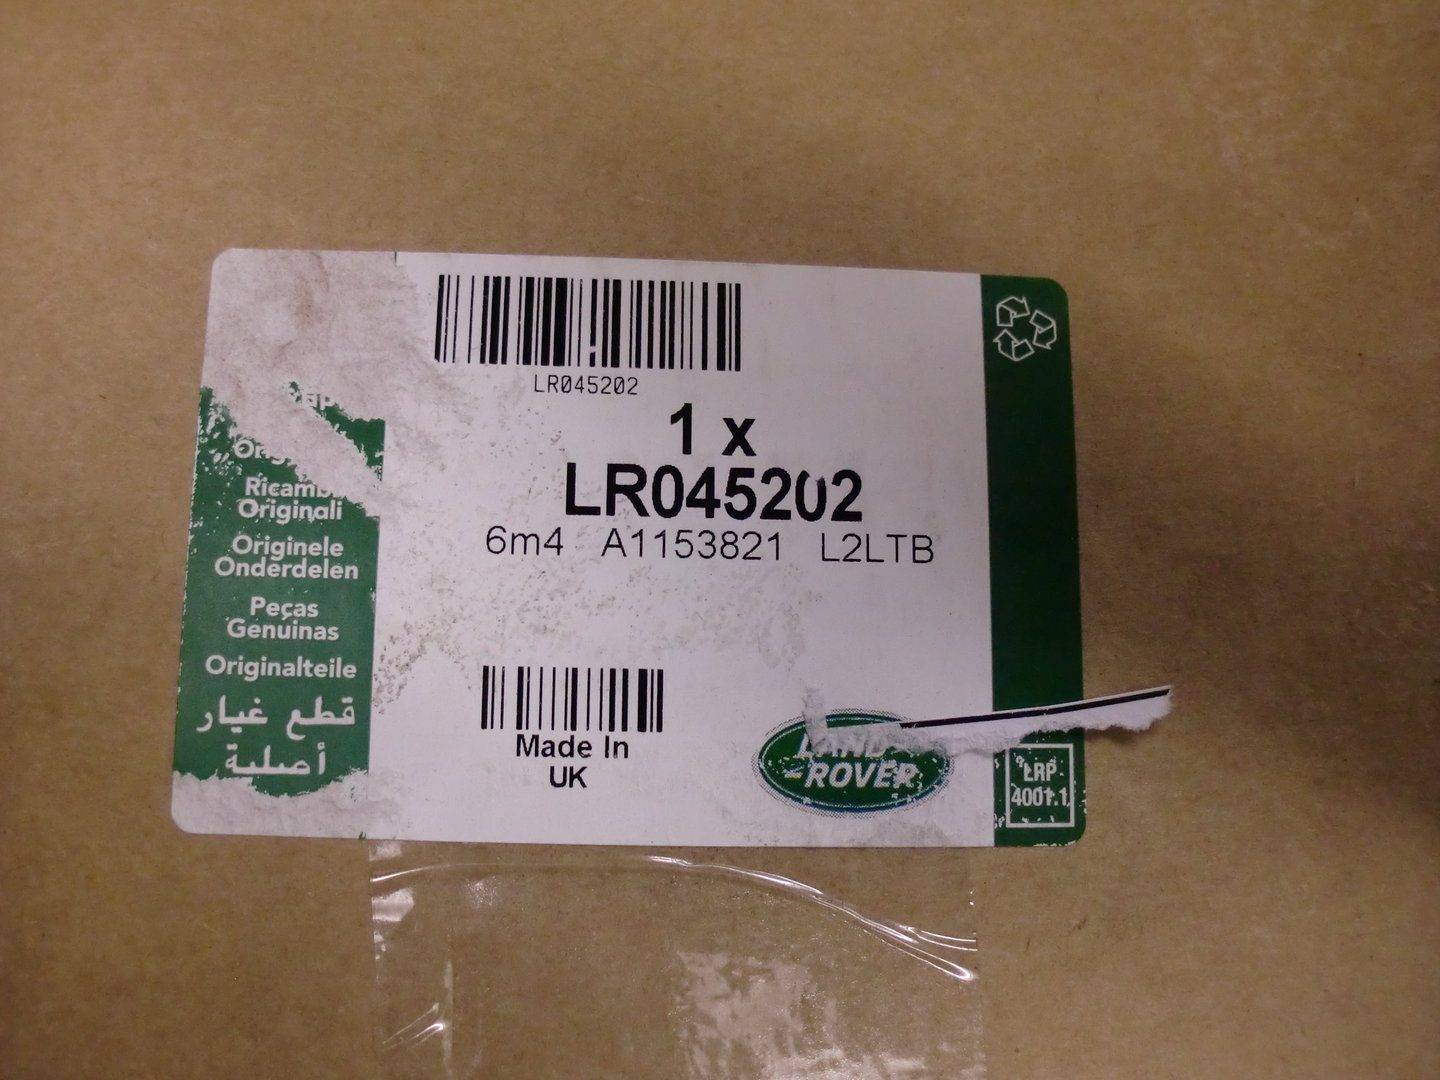 LR045202
1 x
LR045202
6m4 A1153821 L2LTB
Ricambi
Originali
Originele
Onderdelen
Peças
Genuinas
Originalteile
قطع غيار
أصلية
Made In
UK
LAND-
-ROVER
LRP
4001.1